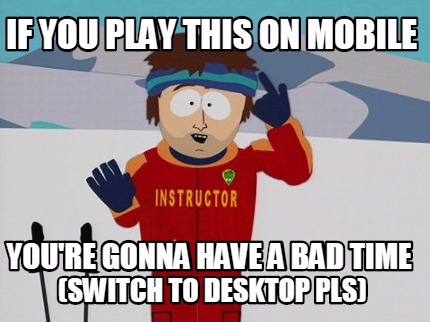 IF YOU PLAY THIS ON MOBILE
INSTRUCTOR
YOU'RE GONNA HAVE A BAD TIME
(SWITCH TO DESKTOP PLS)